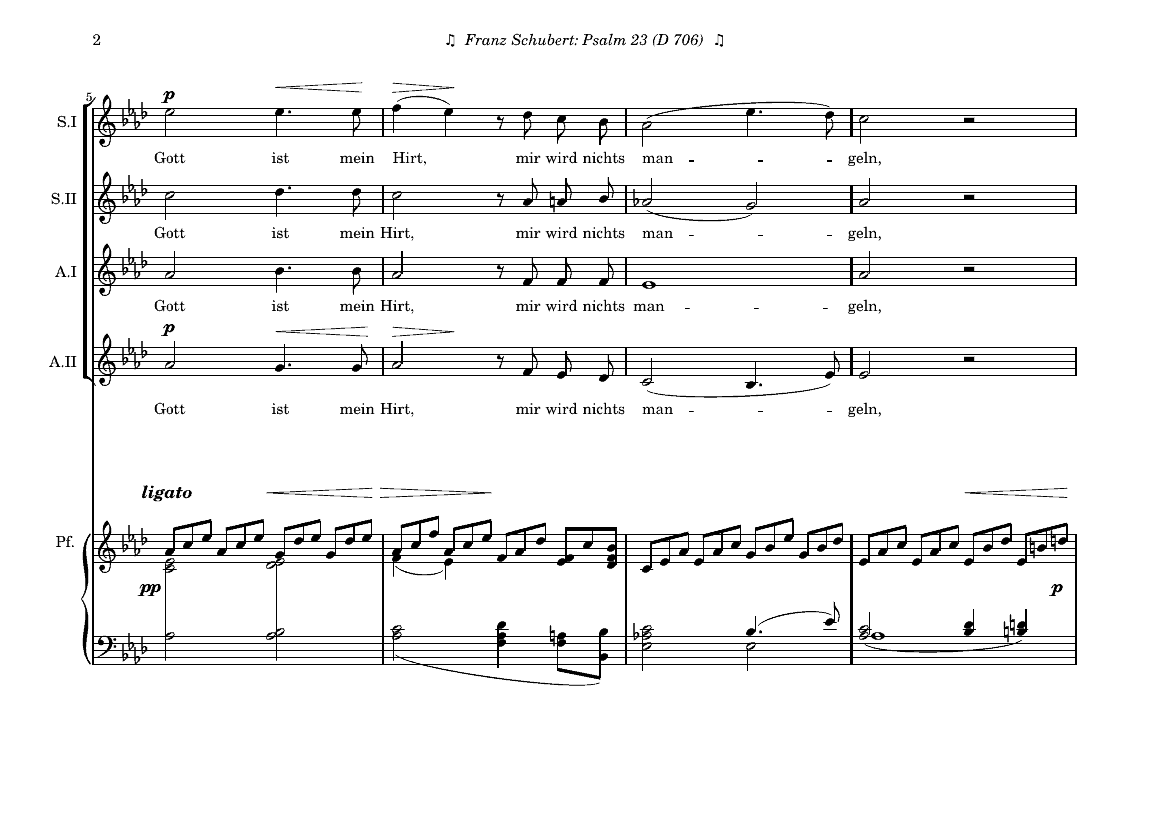 2
♫ Franz Schubert: Psalm 23 (D 706) ♫
5
p
S.I
Gott ist mein Hirt, mir wird nichts man - - - geln,
S.II
Gott ist mein Hirt, mir wird nichts man - - - geln,
A.I
Gott ist mein Hirt, mir wird nichts man - - - geln,
p
A.II
Gott ist mein Hirt, mir wird nichts man - - - geln,
ligato
Pf.
pp p